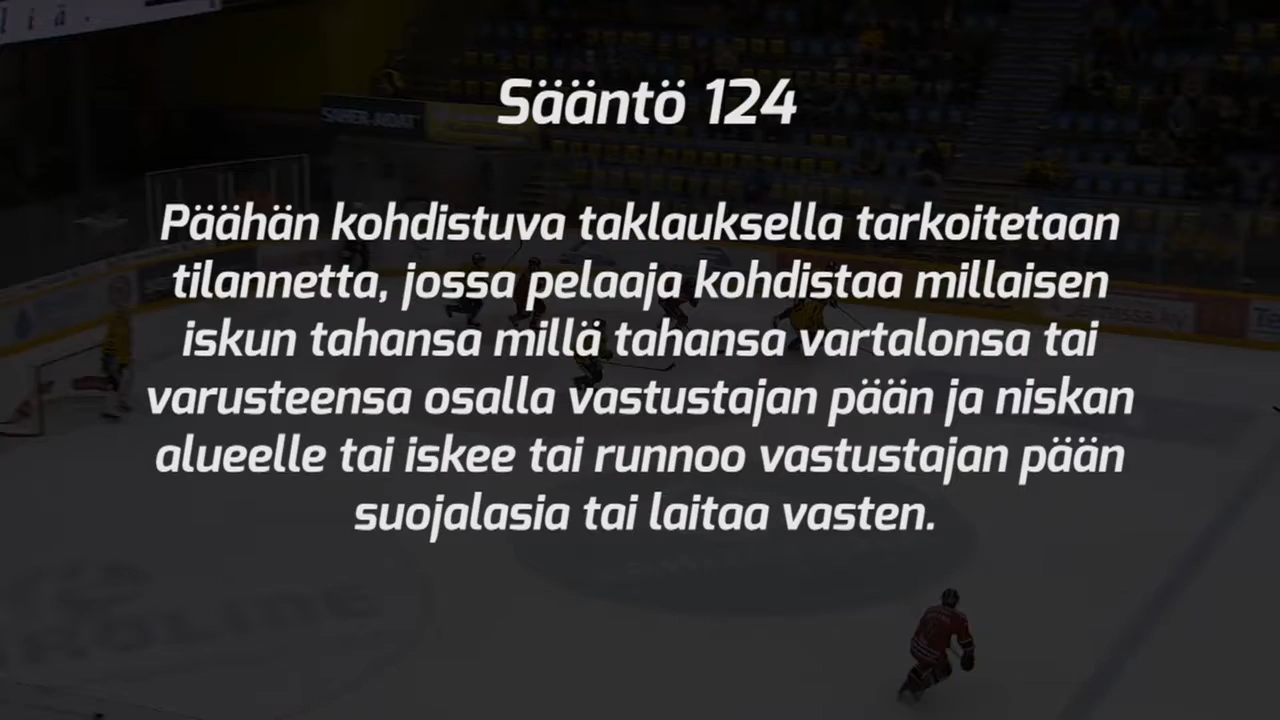 Sääntö 124
Päähän kohdistuva taklauksella tarkoitetaan
tilannetta, jossa pelaaja kohdistaa millaisen
iskun tahansa millä tahansa vartalonsa tai
varusteensa osalla vastustajan pään ja niskan
alueelle tai iskee tai runnoo vastustajan pään
suojalasia tai laitaa vasten.